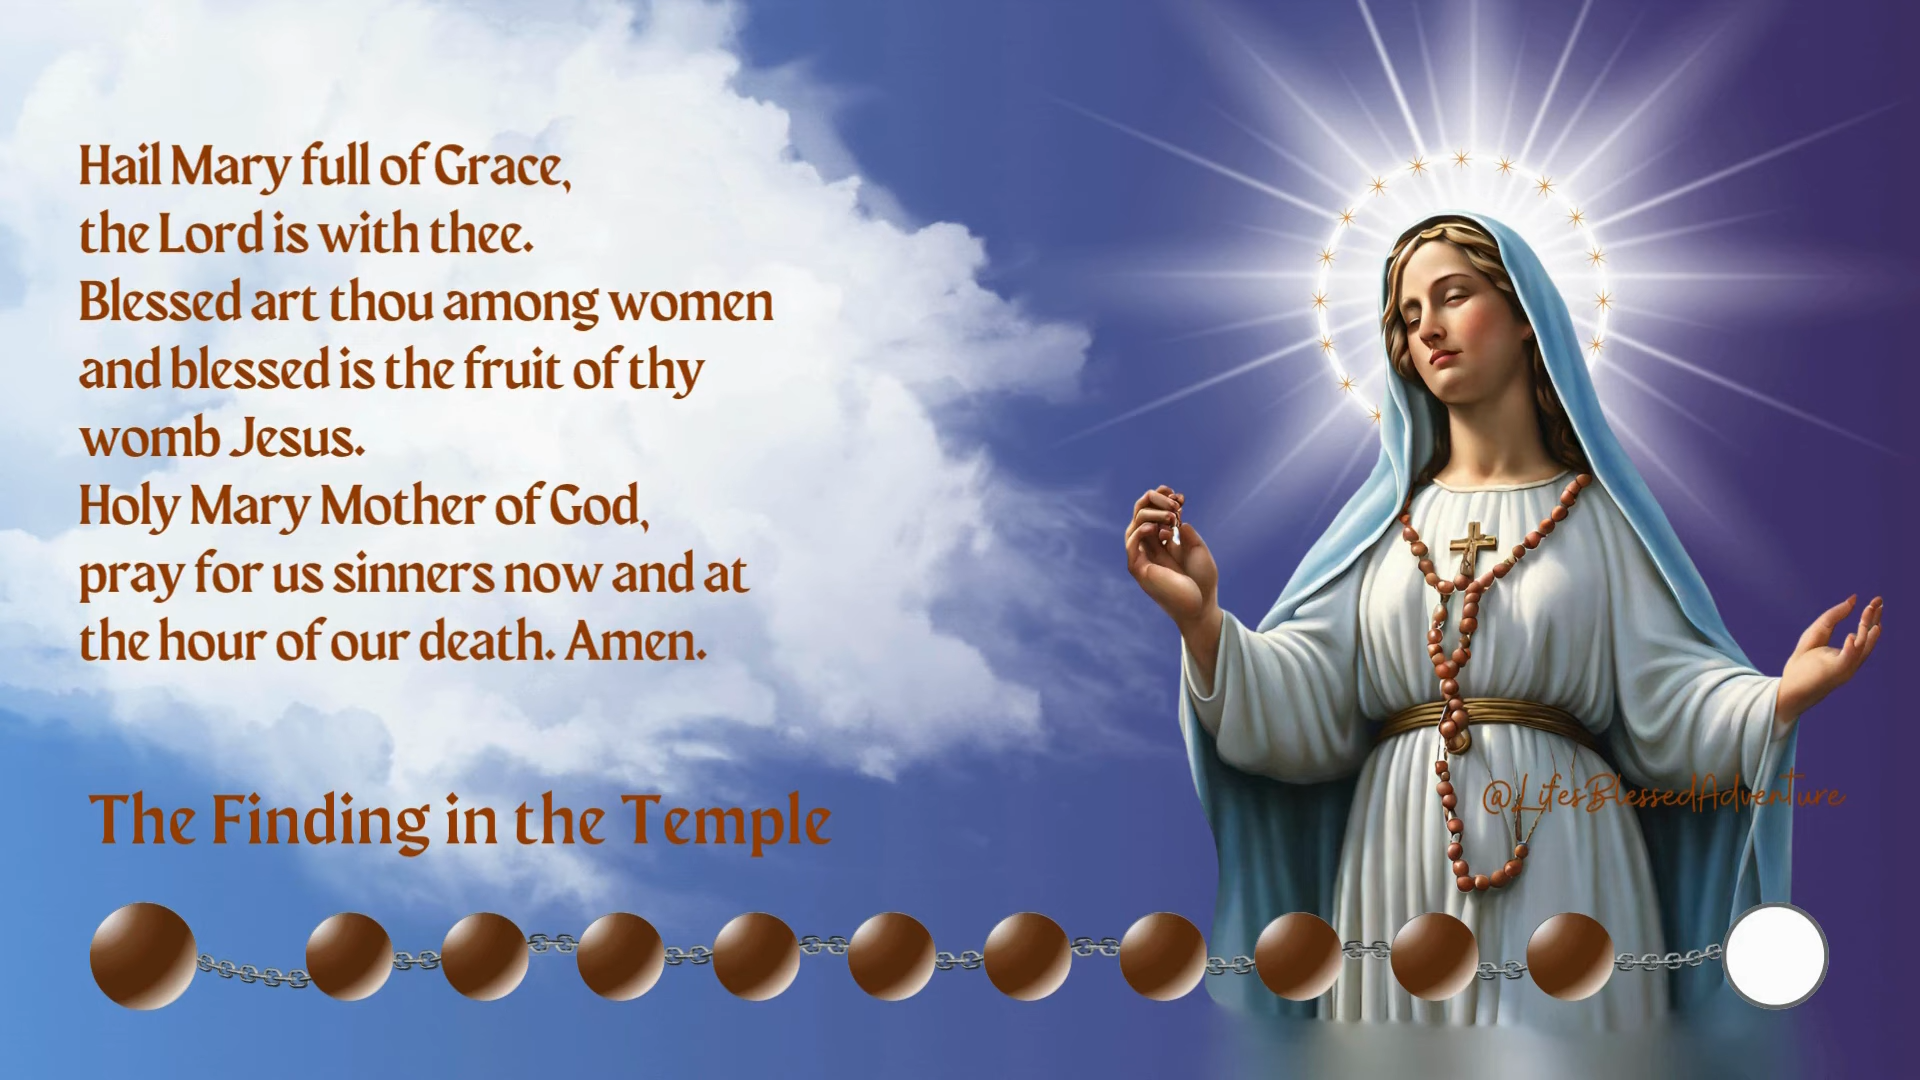 Hail Mary full of Grace,
the Lord is with thee.
Blessed art thou among women
and blessed is the fruit of thy
womb Jesus.
Holy Mary Mother of God,
pray for us sinners now and at
the hour of our death. Amen.
The Finding in the Temple
@LifesBlessedAdventure